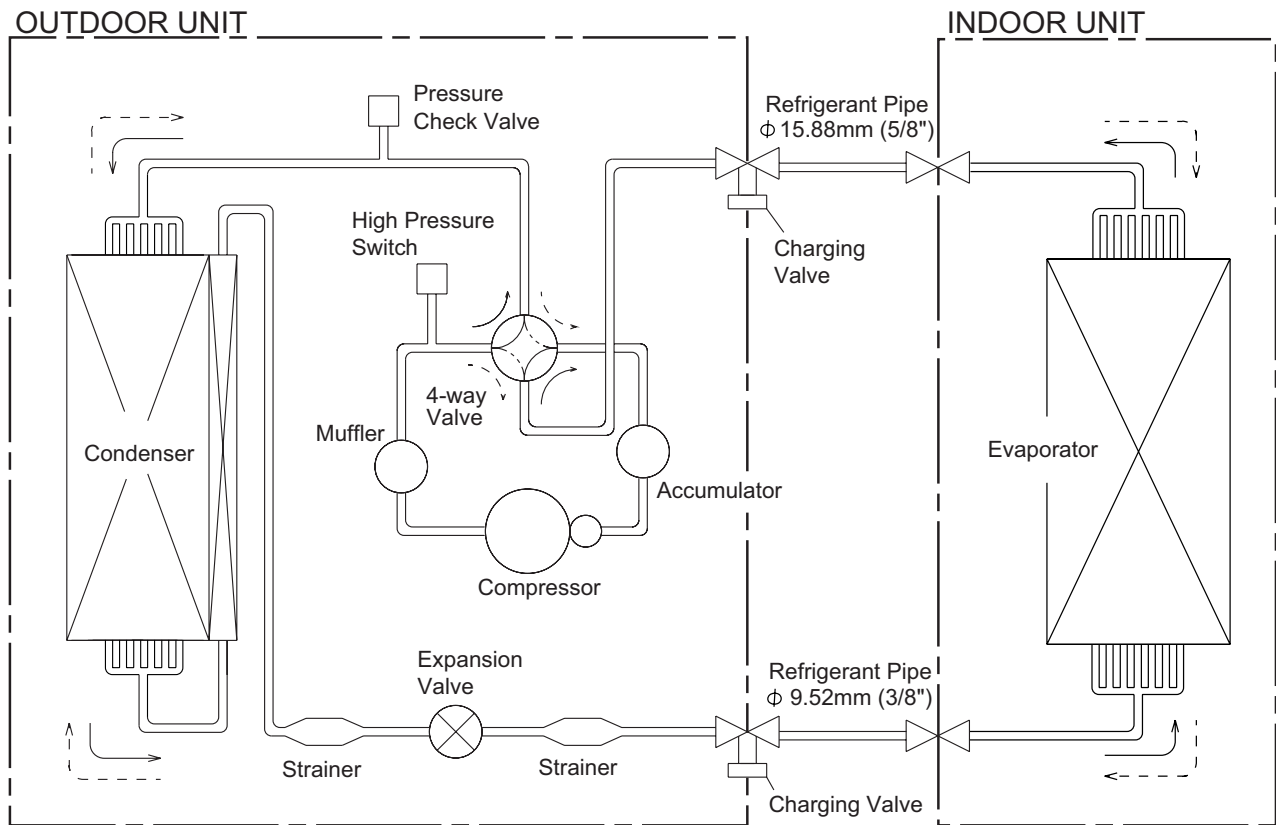 OUTDOOR UNIT
INDOOR UNIT
Pressure
Check Valve
Refrigerant Pipe
ϕ 15.88mm (5/8")
High Pressure
Switch
Charging
Valve
4-way
Valve
Muffler
Condenser
Evaporator
Accumulator
Compressor
Expansion
Valve
Refrigerant Pipe
ϕ 9.52mm (3/8")
Strainer
Strainer
Charging Valve